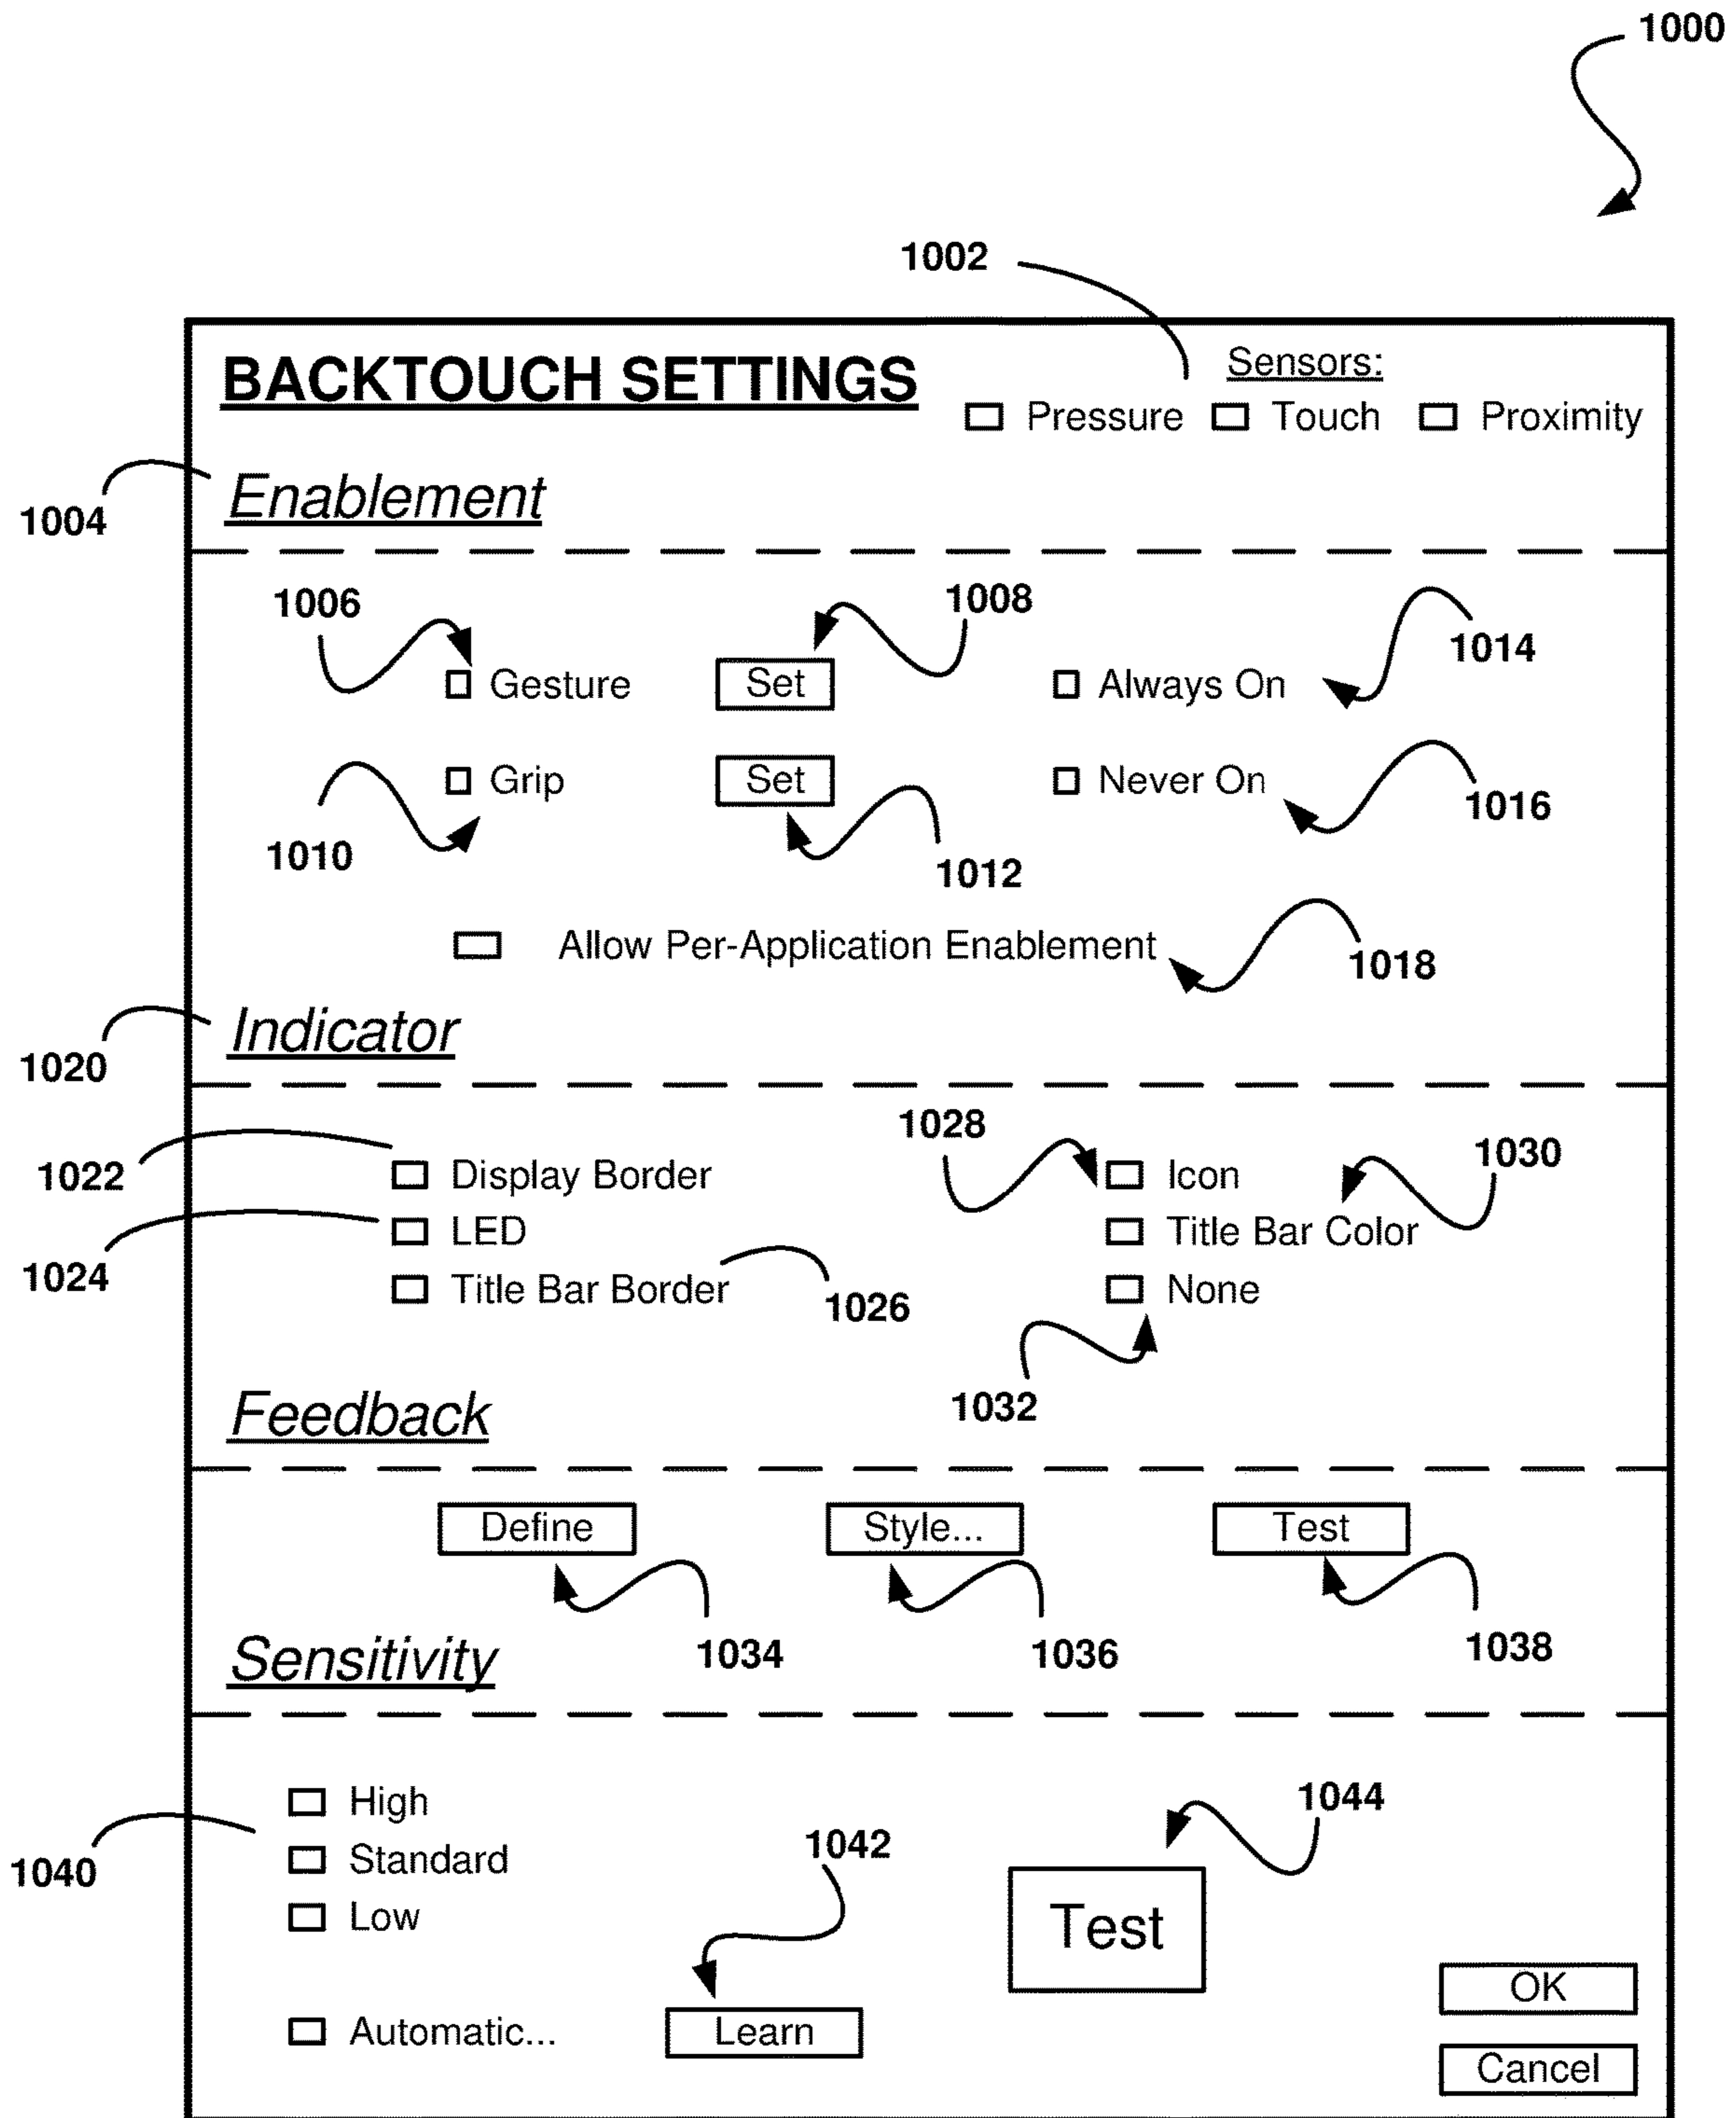 1000
1002
BACKTOUCH SETTINGS
Sensors:
Pressure Touch Proximity
1004
Enablement
1006 1008 1014
Gesture Set Always On
Grip Set Never On
1010 1012 1016
Allow Per-Application Enablement 1018
1020
Indicator
1028 1030
1022 Display Border Icon
1024 LED Title Bar Color
Title Bar Border 1026 None
1032
Feedback
Define Style... Test
1034 1036 1038
Sensitivity
1040
High
Standard
Low
1042 1044
Test
Automatic... Learn
OK
Cancel